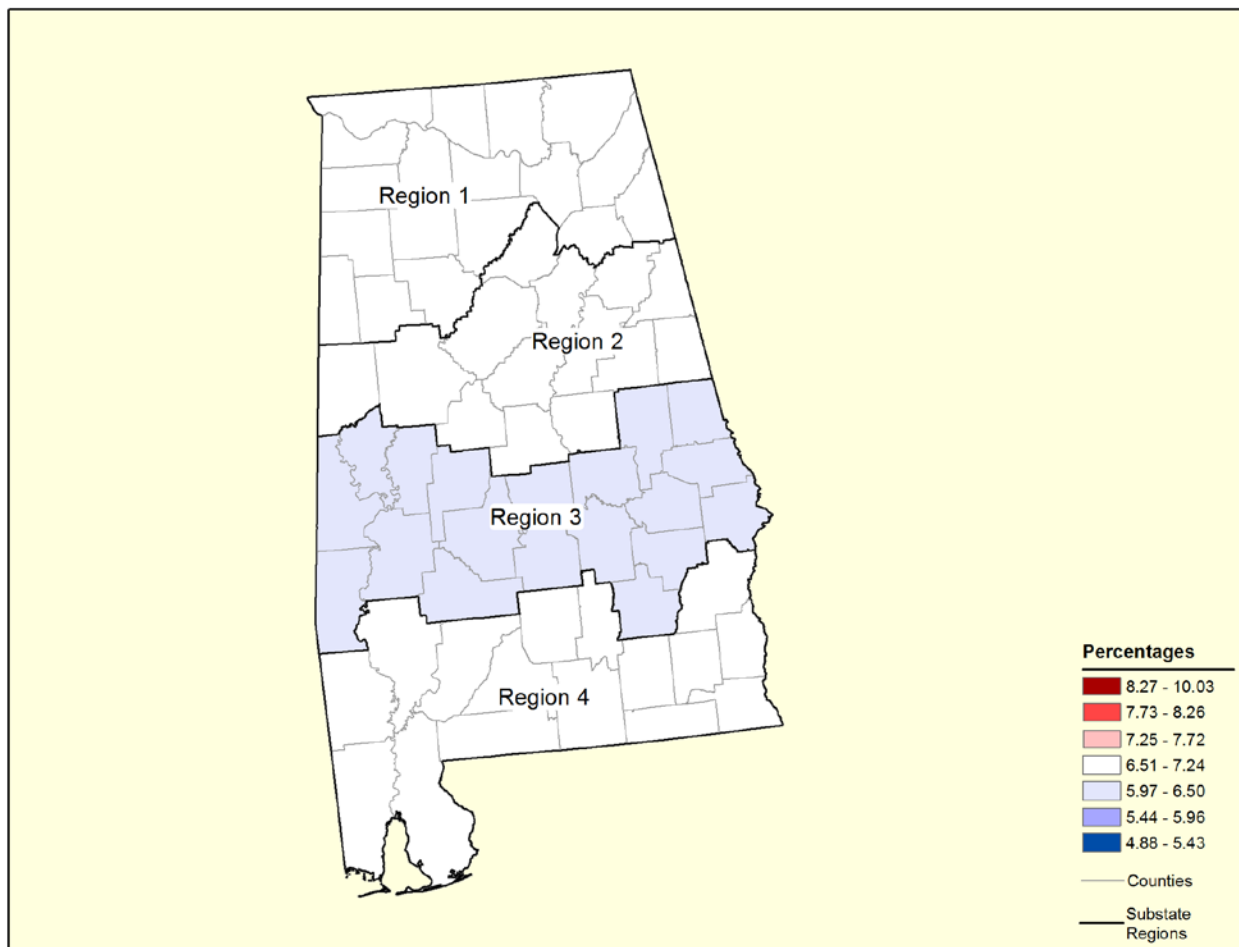 Region 1
Region 2
Region 3
Region 4
Percentages
8.27 - 10.03
7.73 - 8.26
7.25 - 7.72
6.51 - 7.24
5.97 - 6.50
5.44 - 5.96
4.88 - 5.43
Counties
Substate
Regions